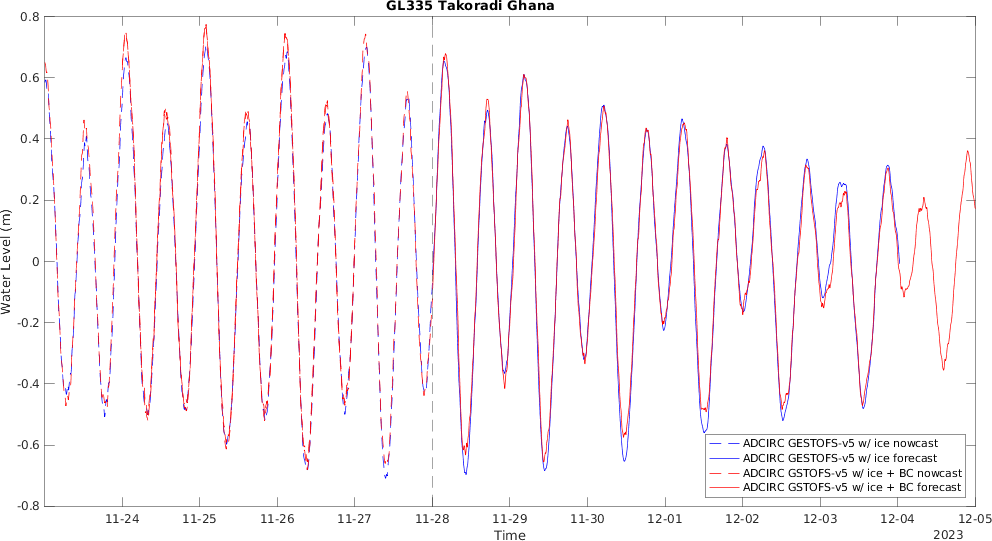 GL335 Takoradi Ghana
Water Level (m)
0.8
0.6
0.4
0.2
0
-0.2
-0.4
-0.6
-0.8
ADCIRC GESTOFS-v5 w/ ice nowcast
ADCIRC GESTOFS-v5 w/ ice forecast
ADCIRC GSTOFS-v5 w/ ice + BC nowcast
ADCIRC GSTOFS-v5 w/ ice + BC forecast
11-24 11-25 11-26 11-27 11-28 11-29 11-30 12-01 12-02 12-03 12-04 12-05
Time
2023